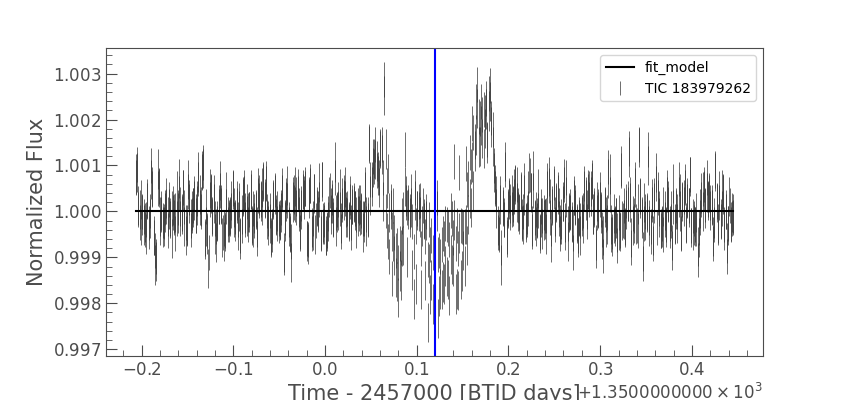 fit_model
TIC 183979262
Normalized Flux
1.003
1.002
1.001
1.000
0.999
0.998
0.997
−0.2 −0.1 0.0 0.1 0.2 0.3 0.4
Time - 2457000 [BTJD days]
+1.3500000000 × 10³